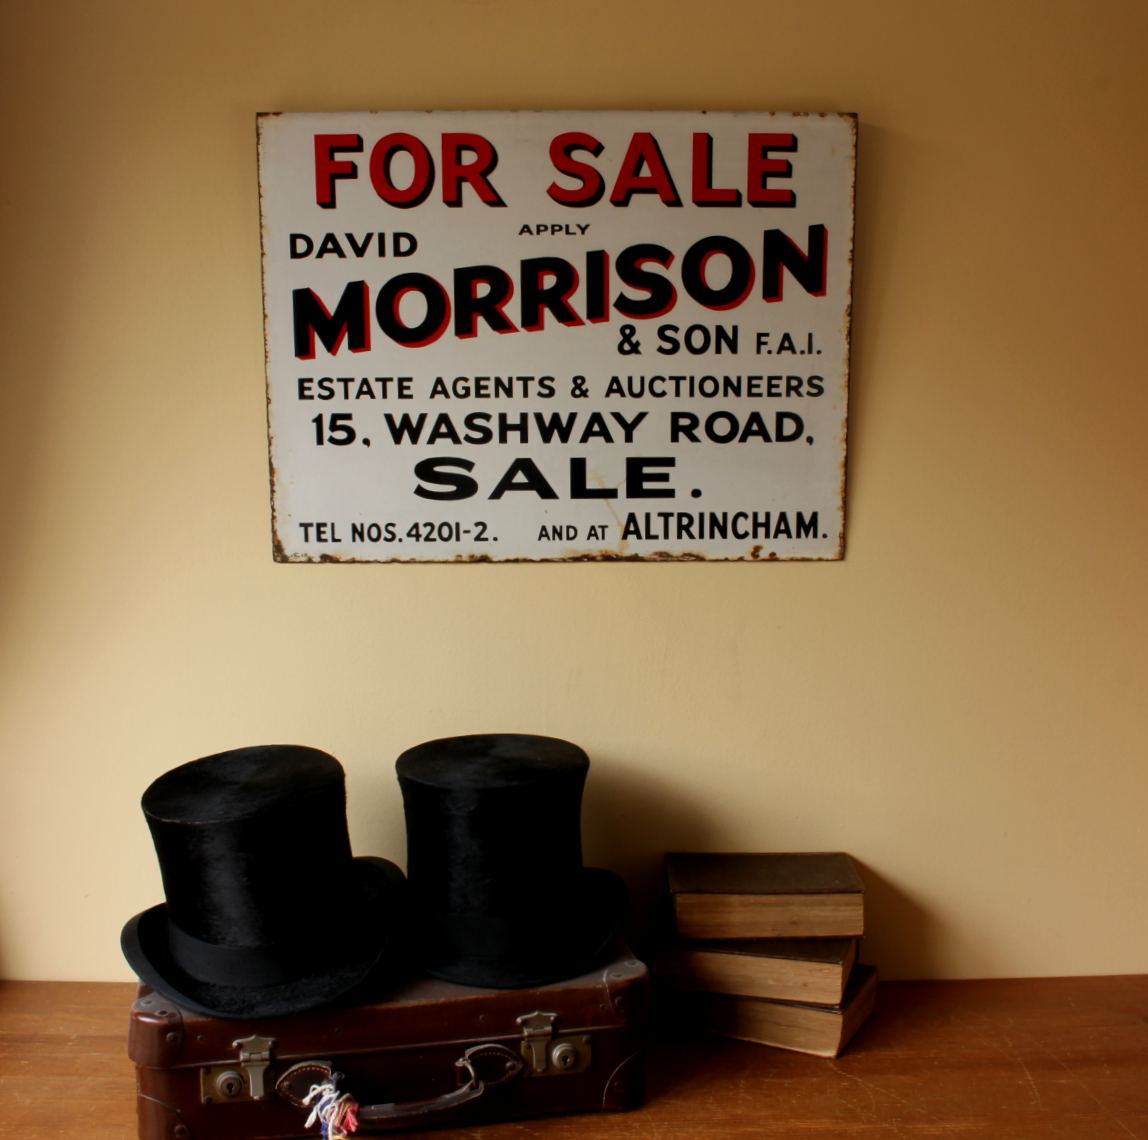 FOR SALE
APPLY
DAVID
MORRISON
& SON F.A.I.
ESTATE AGENTS & AUCTIONEERS
15, WASHWAY ROAD,
SALE.
TEL NOS. 4201-2. AND AT ALTRINCHAM.